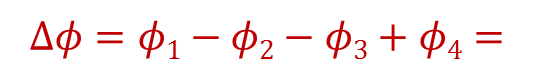 Δϕ = ϕ₁ − ϕ₂ − ϕ₃ + ϕ₄ =